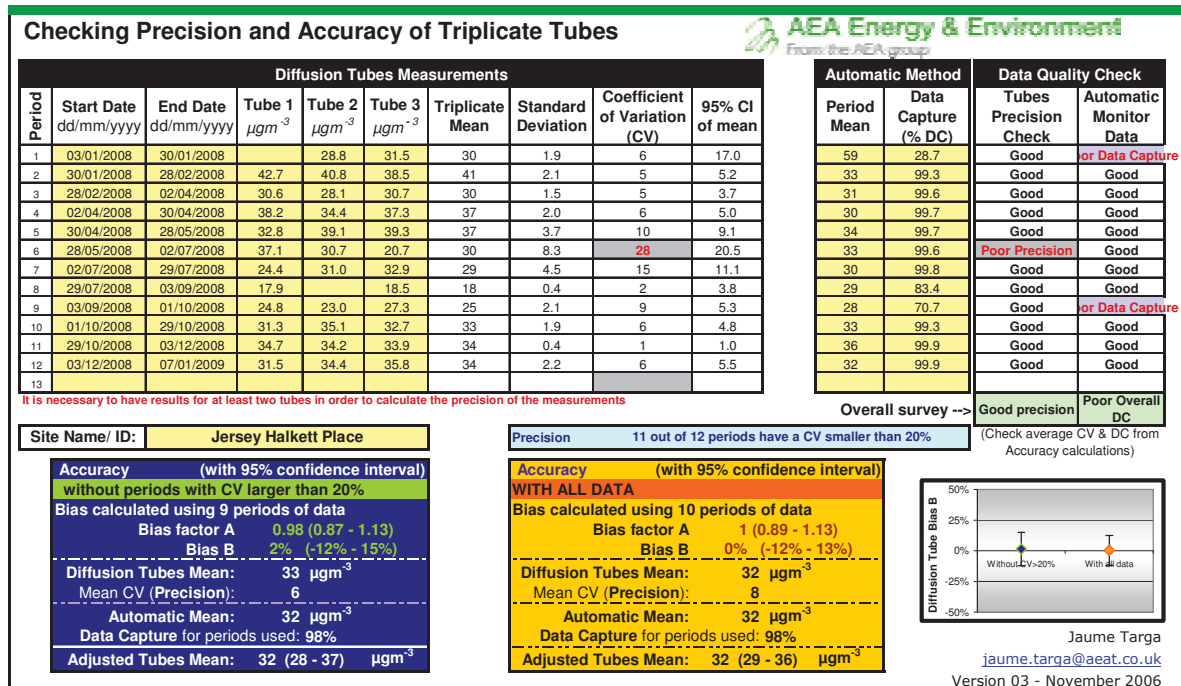 Checking Precision and Accuracy of Triplicate Tubes
AEA Energy & Environment
From the AEA group
Diffusion Tubes Measurements
Period Start Date dd/mm/yyyy End Date dd/mm/yyyy Tube 1 µgm-3 Tube 2 µgm-3 Tube 3 µgm-3 Triplicate Mean Standard Deviation Coefficient of Variation (CV) 95% CI of mean
Automatic Method
Period Mean Data Capture (% DC)
Data Quality Check
Tubes Precision Check Automatic Monitor Data
1 03/01/2008 30/01/2008 28.8 31.5 30 1.9 6 17.0 59 28.7 Good or Data Capture
2 30/01/2008 28/02/2008 42.7 40.8 38.5 41 2.1 5 5.2 33 99.3 Good Good
3 28/02/2008 02/04/2008 30.6 28.1 30.7 30 1.5 5 3.7 31 99.6 Good Good
4 02/04/2008 30/04/2008 38.2 34.4 37.3 37 2.0 6 5.0 30 99.7 Good Good
5 30/04/2008 28/05/2008 32.8 39.1 39.3 37 3.7 10 9.1 34 99.7 Good Good
6 28/05/2008 02/07/2008 37.1 30.7 20.7 30 8.3 28 20.5 33 99.6 Poor Precision Good
7 02/07/2008 29/07/2008 24.4 31.0 32.9 29 4.5 15 11.1 30 99.8 Good Good
8 29/07/2008 03/09/2008 17.9 18.5 18 0.4 2 3.8 29 83.4 Good Good
9 03/09/2008 01/10/2008 24.8 23.0 27.3 25 2.1 9 5.3 28 70.7 Good or Data Capture
10 01/10/2008 29/10/2008 31.3 35.1 32.7 33 1.9 6 4.8 33 99.3 Good Good
11 29/10/2008 03/12/2008 34.7 34.2 33.9 34 0.4 1 1.0 36 99.9 Good Good
12 03/12/2008 07/01/2009 31.5 34.4 35.8 34 2.2 6 5.5 32 99.9 Good Good
13
It is necessary to have results for at least two tubes in order to calculate the precision of the measurements
Overall survey --> Good precision Poor Overall DC
Site Name/ ID: Jersey Halkett Place
Precision 11 out of 12 periods have a CV smaller than 20%
(Check average CV & DC from Accuracy calculations)
Accuracy (with 95% confidence interval)
without periods with CV larger than 20%
Bias calculated using 9 periods of data
Bias factor A 0.98 (0.87 - 1.13)
Bias B 2% (-12% - 15%)
Diffusion Tubes Mean: 33 µgm-3
Mean CV (Precision): 6
Automatic Mean: 32 µgm-3
Data Capture for periods used: 98%
Adjusted Tubes Mean: 32 (28 - 37) µgm-3
Accuracy (with 95% confidence interval)
WITH ALL DATA
Bias calculated using 10 periods of data
Bias factor A 1 (0.89 - 1.13)
Bias B 0% (-12% - 13%)
Diffusion Tubes Mean: 32 µgm-3
Mean CV (Precision): 8
Automatic Mean: 32 µgm-3
Data Capture for periods used: 98%
Adjusted Tubes Mean: 32 (29 - 36) µgm-3
Diffusion Tube Bias B
50%
25%
0%
-25%
-50%
Without CV>20% With all data
Jaume Targa
jaume.targa@aeat.co.uk
Version 03 - November 2006